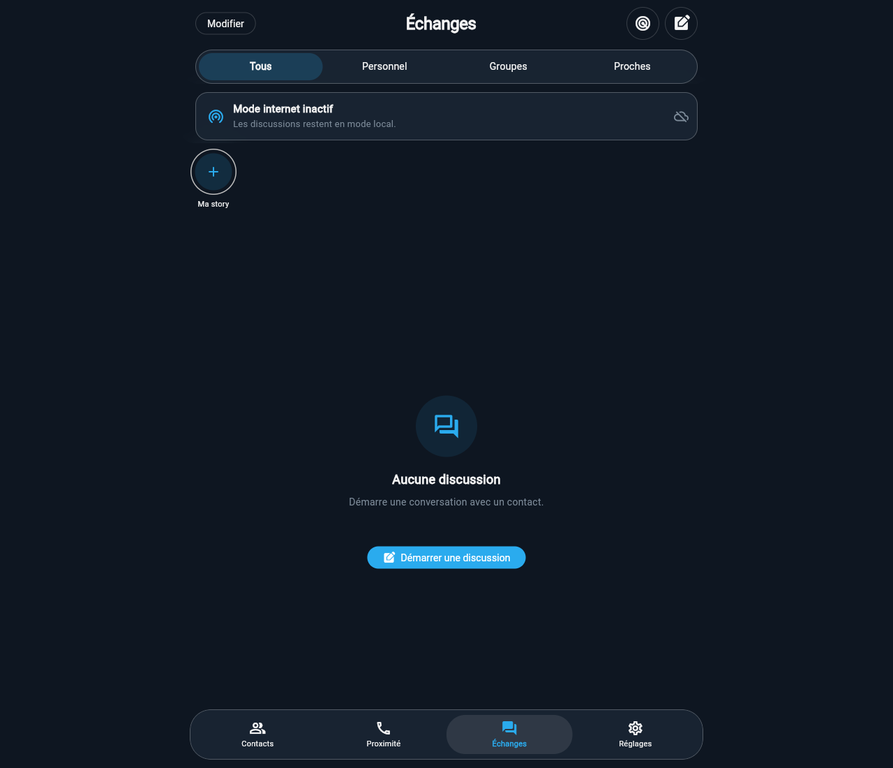 Modifier
Échanges
Tous
Personnel
Groupes
Proches
Mode internet inactif
Les discussions restent en mode local.
Ma story
Aucune discussion
Démarre une conversation avec un contact.
Démarrer une discussion
Contacts
Proximité
Échanges
Réglages